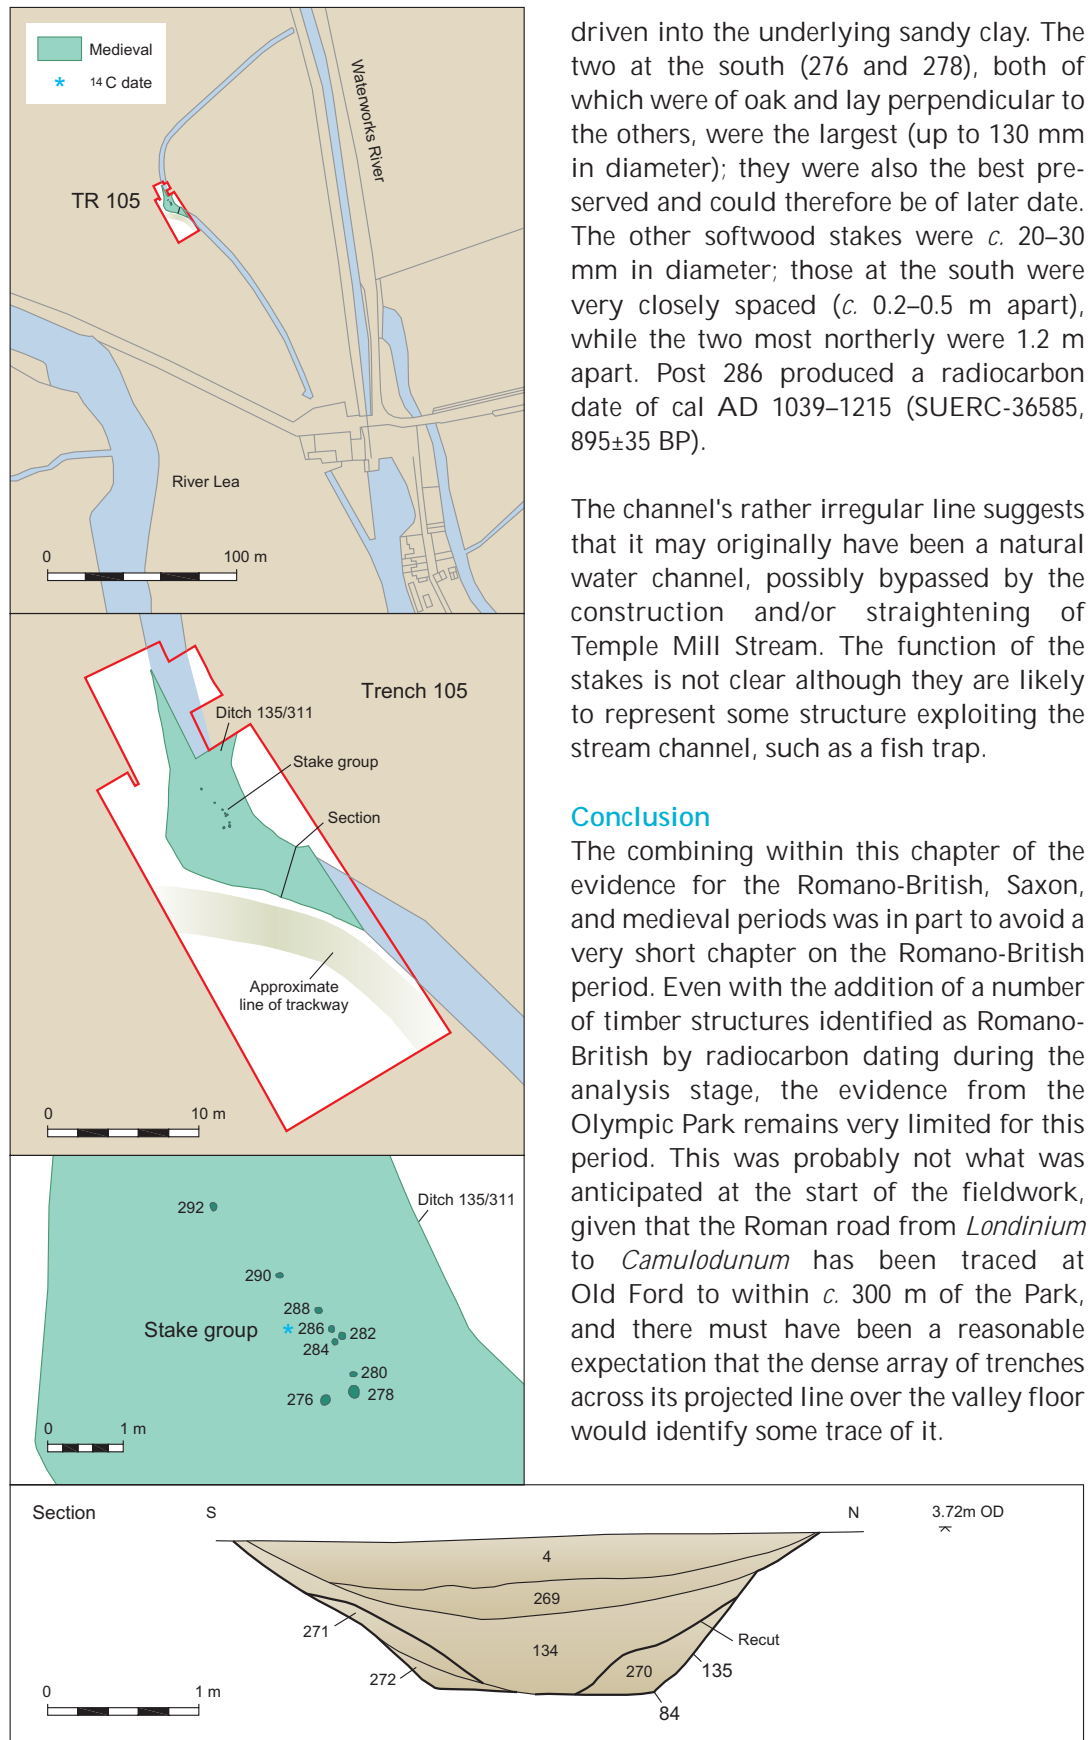 Medieval
14 C date
Waterworks River
TR 105
River Lea
0 100 m
Trench 105
Ditch 135/311
Stake group
Section
Approximate
line of trackway
0 10 m
292
Ditch 135/311
290
288
Stake group
* 286
282
284
280
276
278
0 1 m
driven into the underlying sandy clay. The
two at the south (276 and 278), both of
which were of oak and lay perpendicular to
the others, were the largest (up to 130 mm
in diameter); they were also the best pre-
served and could therefore be of later date.
The other softwood stakes were c. 20–30
mm in diameter; those at the south were
very closely spaced (c. 0.2–0.5 m apart),
while the two most northerly were 1.2 m
apart. Post 286 produced a radiocarbon
date of cal AD 1039–1215 (SUERC-36585,
895±35 BP).
The channel's rather irregular line suggests
that it may originally have been a natural
water channel, possibly bypassed by the
construction and/or straightening of
Temple Mill Stream. The function of the
stakes is not clear although they are likely
to represent some structure exploiting the
stream channel, such as a fish trap.
Conclusion
The combining within this chapter of the
evidence for the Romano-British, Saxon,
and medieval periods was in part to avoid a
very short chapter on the Romano-British
period. Even with the addition of a number
of timber structures identified as Romano-
British by radiocarbon dating during the
analysis stage, the evidence from the
Olympic Park remains very limited for this
period. This was probably not what was
anticipated at the start of the fieldwork,
given that the Roman road from Londinium
to Camulodunum has been traced at
Old Ford to within c. 300 m of the Park,
and there must have been a reasonable
expectation that the dense array of trenches
across its projected line over the valley floor
would identify some trace of it.
Section
S
N
3.72m OD
4
269
271
134
Recut
272
270
135
84
0 1 m